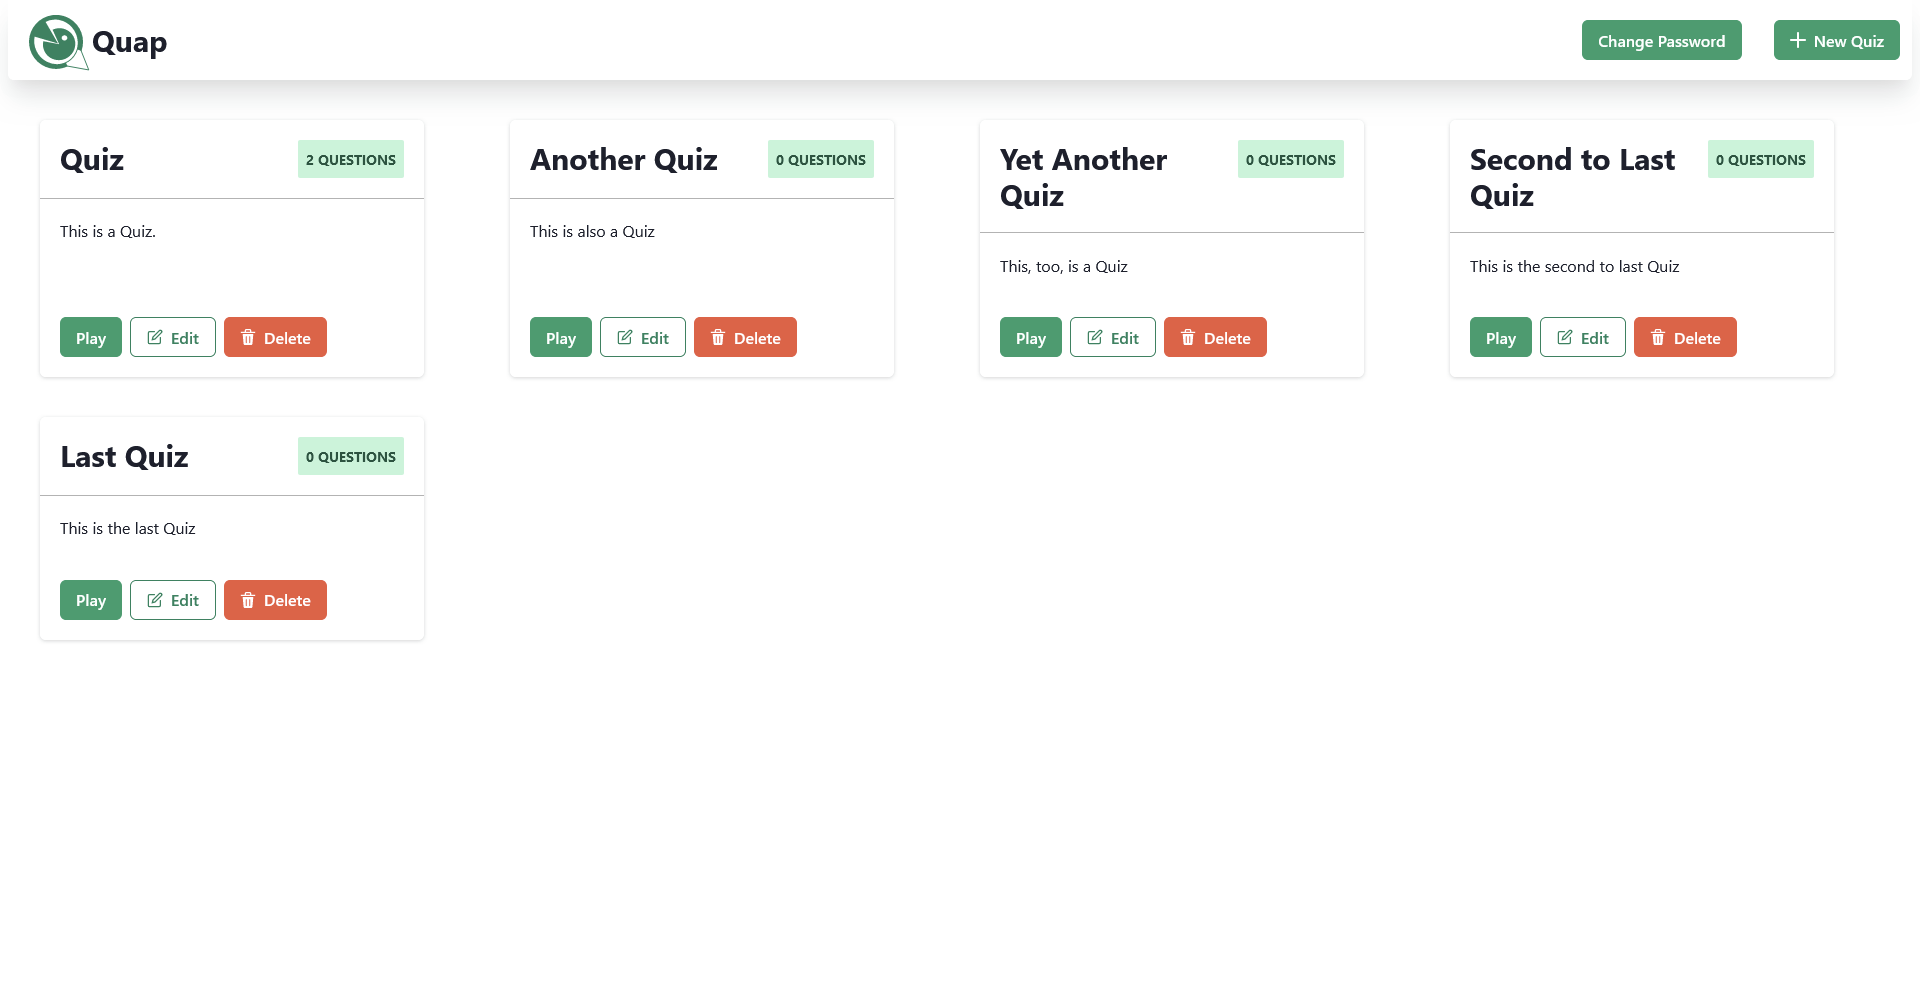 Quap
Change Password
New Quiz
Quiz
2 QUESTIONS
This is a Quiz.
Play
Edit
Delete
Another Quiz
0 QUESTIONS
This is also a Quiz
Play
Edit
Delete
Yet Another
Quiz
0 QUESTIONS
This, too, is a Quiz
Play
Edit
Delete
Second to Last
Quiz
0 QUESTIONS
This is the second to last Quiz
Play
Edit
Delete
Last Quiz
0 QUESTIONS
This is the last Quiz
Play
Edit
Delete